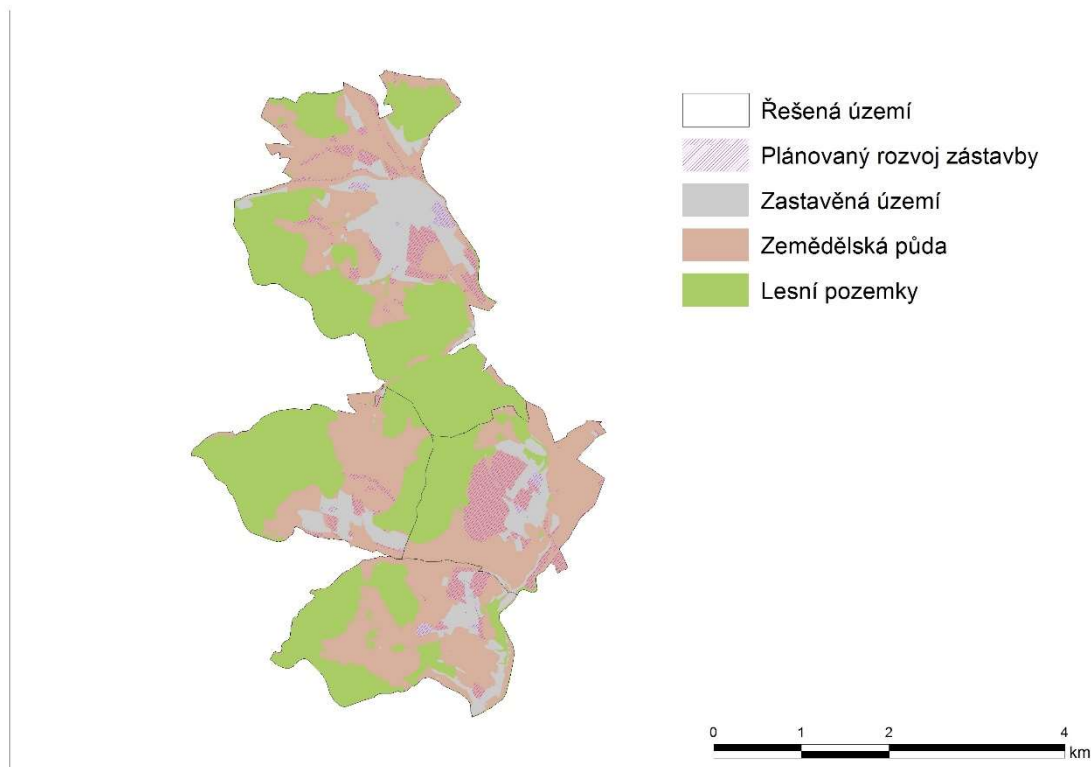 Řešená území
Plánovaný rozvoj zástavby
Zastavěná území
Zemědělská půda
Lesní pozemky
0 1 2 4
km